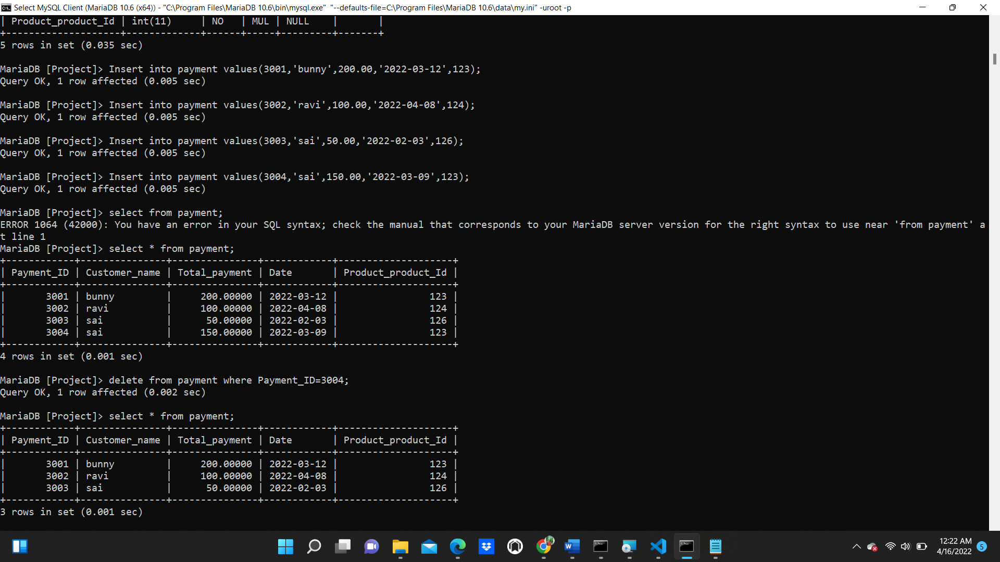 Select MySQL Client (MariaDB 10.6 (x64)) - "C:\Program Files\MariaDB 10.6\bin\mysql.exe"  "--defaults-file=C:\Program Files\MariaDB 10.6\data\my.ini" -uroot -p
| Product_product_Id | int(11)     | NO   | MUL | NULL    |       |
+--------------------+-------------+------+-----+---------+-------+
5 rows in set (0.035 sec)

MariaDB [Project]> Insert into payment values(3001,'bunny',200.00,'2022-03-12',123);
Query OK, 1 row affected (0.005 sec)

MariaDB [Project]> Insert into payment values(3002,'ravi',100.00,'2022-04-08',124);
Query OK, 1 row affected (0.005 sec)

MariaDB [Project]> Insert into payment values(3003,'sai',50.00,'2022-02-03',126);
Query OK, 1 row affected (0.005 sec)

MariaDB [Project]> Insert into payment values(3004,'sai',150.00,'2022-03-09',123);
Query OK, 1 row affected (0.005 sec)

MariaDB [Project]> select from payment;
ERROR 1064 (42000): You have an error in your SQL syntax; check the manual that corresponds to your MariaDB server version for the right syntax to use near 'from payment' a
t line 1
MariaDB [Project]> select * from payment;
+------------+---------------+---------------+------------+--------------------+
| Payment_ID | Customer_name | Total_payment | Date       | Product_product_Id |
+------------+---------------+---------------+------------+--------------------+
|       3001 | bunny         |     200.00000 | 2022-03-12 |                123 |
|       3002 | ravi          |     100.00000 | 2022-04-08 |                124 |
|       3003 | sai           |      50.00000 | 2022-02-03 |                126 |
|       3004 | sai           |     150.00000 | 2022-03-09 |                123 |
+------------+---------------+---------------+------------+--------------------+
4 rows in set (0.001 sec)

MariaDB [Project]> delete from payment where Payment_ID=3004;
Query OK, 1 row affected (0.002 sec)

MariaDB [Project]> select * from payment;
+------------+---------------+---------------+------------+--------------------+
| Payment_ID | Customer_name | Total_payment | Date       | Product_product_Id |
+------------+---------------+---------------+------------+--------------------+
|       3001 | bunny         |     200.00000 | 2022-03-12 |                123 |
|       3002 | ravi          |     100.00000 | 2022-04-08 |                124 |
|       3003 | sai           |      50.00000 | 2022-02-03 |                126 |
+------------+---------------+---------------+------------+--------------------+
3 rows in set (0.001 sec)

12:22 AM
4/16/2022
5